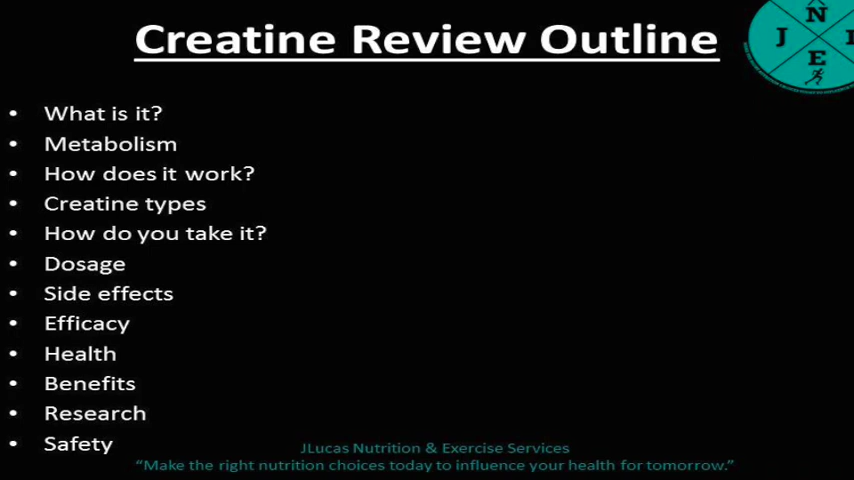 Creatine Review Outline
N
J
E
• What is it?
• Metabolism
• How does it work?
• Creatine types
• How do you take it?
• Dosage
• Side effects
• Efficacy
• Health
• Benefits
• Research
• Safety
JLucas Nutrition & Exercise Services
“Make the right nutrition choices today to influence your health for tomorrow.”